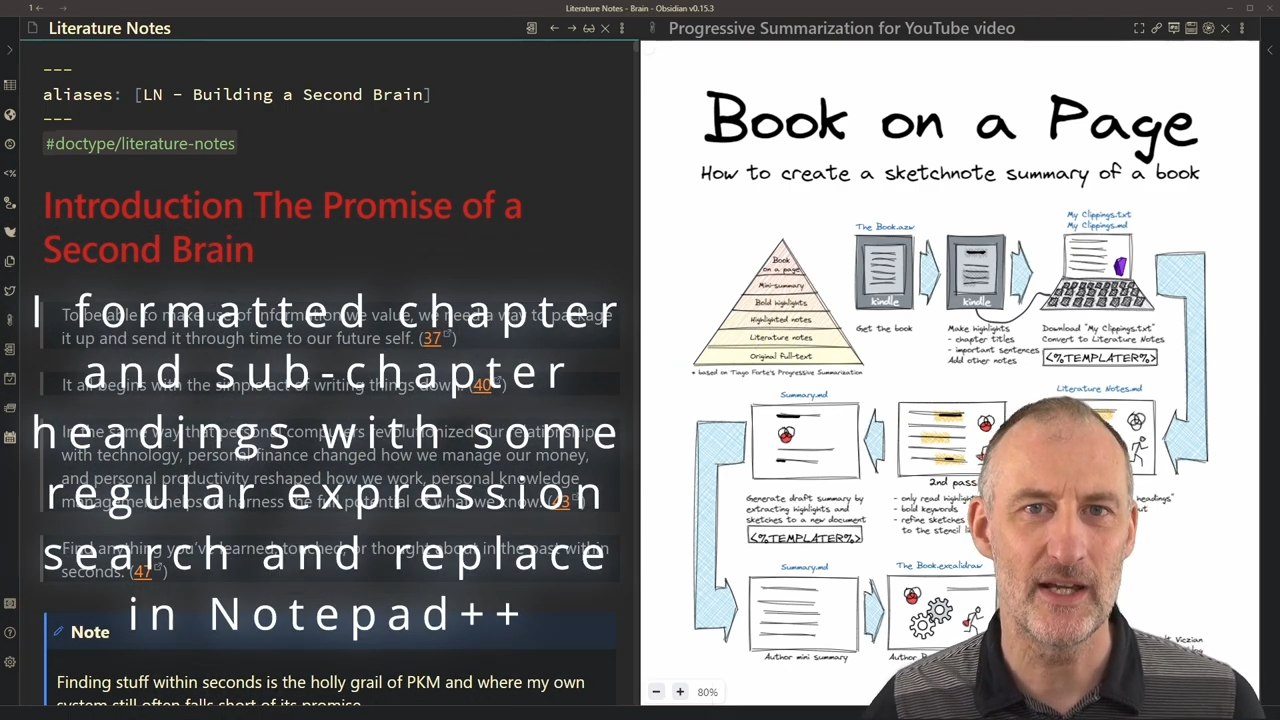 1
Literature Notes - Brain - Obsidian v0.15.3
Literature Notes
Progressive Summarization for YouTube video
---
aliases: [LN - Building a Second Brain]
---
#doctype/literature-notes
Introduction The Promise of a
Second Brain
To be able to make use of information we value, we need a way to package
it up and send it through time to our future self. (37)
It all begins with the simple act of writing things down. (40)
In the same way that personal computers revolutionized our relationship
with technology, personal finance changed how we manage our money,
and personal productivity reshaped how we work, personal knowledge
management helps us harness the full potential of what we know. (43)
Find anything you've learned, touched, or thought about in the past within
seconds. (47)
I formatted chapter
and sub-chapter
headings with some
regular expression
search and replace
in Notepad++
Note
Finding stuff within seconds is the holly grail of PKM and where my own
system still often falls short of its promise
Book on a Page
How to create a sketchnote summary of a book
Book
on a page
Mini-summary
Bold highlights
Highlighted notes
Literature notes
Original full-text
* based on Tiago Forte's Progressive Summarization
The Book.azw
kindle
Get the book
kindle
Make highlights
- chapter titles
- important sentences
Add other notes
My Clippings.txt
My Clippings.md
Download "My Clippings.txt"
Convert to Literature Notes
<%TEMPLATER%>
Summary.md
Generate draft summary by
extracting highlights and
sketches to a new document
<%TEMPLATER%>
2nd pass
- only read highligh
- bold keywords
- refine sketches
to the stencil l
Literature Notes.md
headings"
Summary.md
Author mini summary
The Book.excalidraw
Author B
Viczian
80%